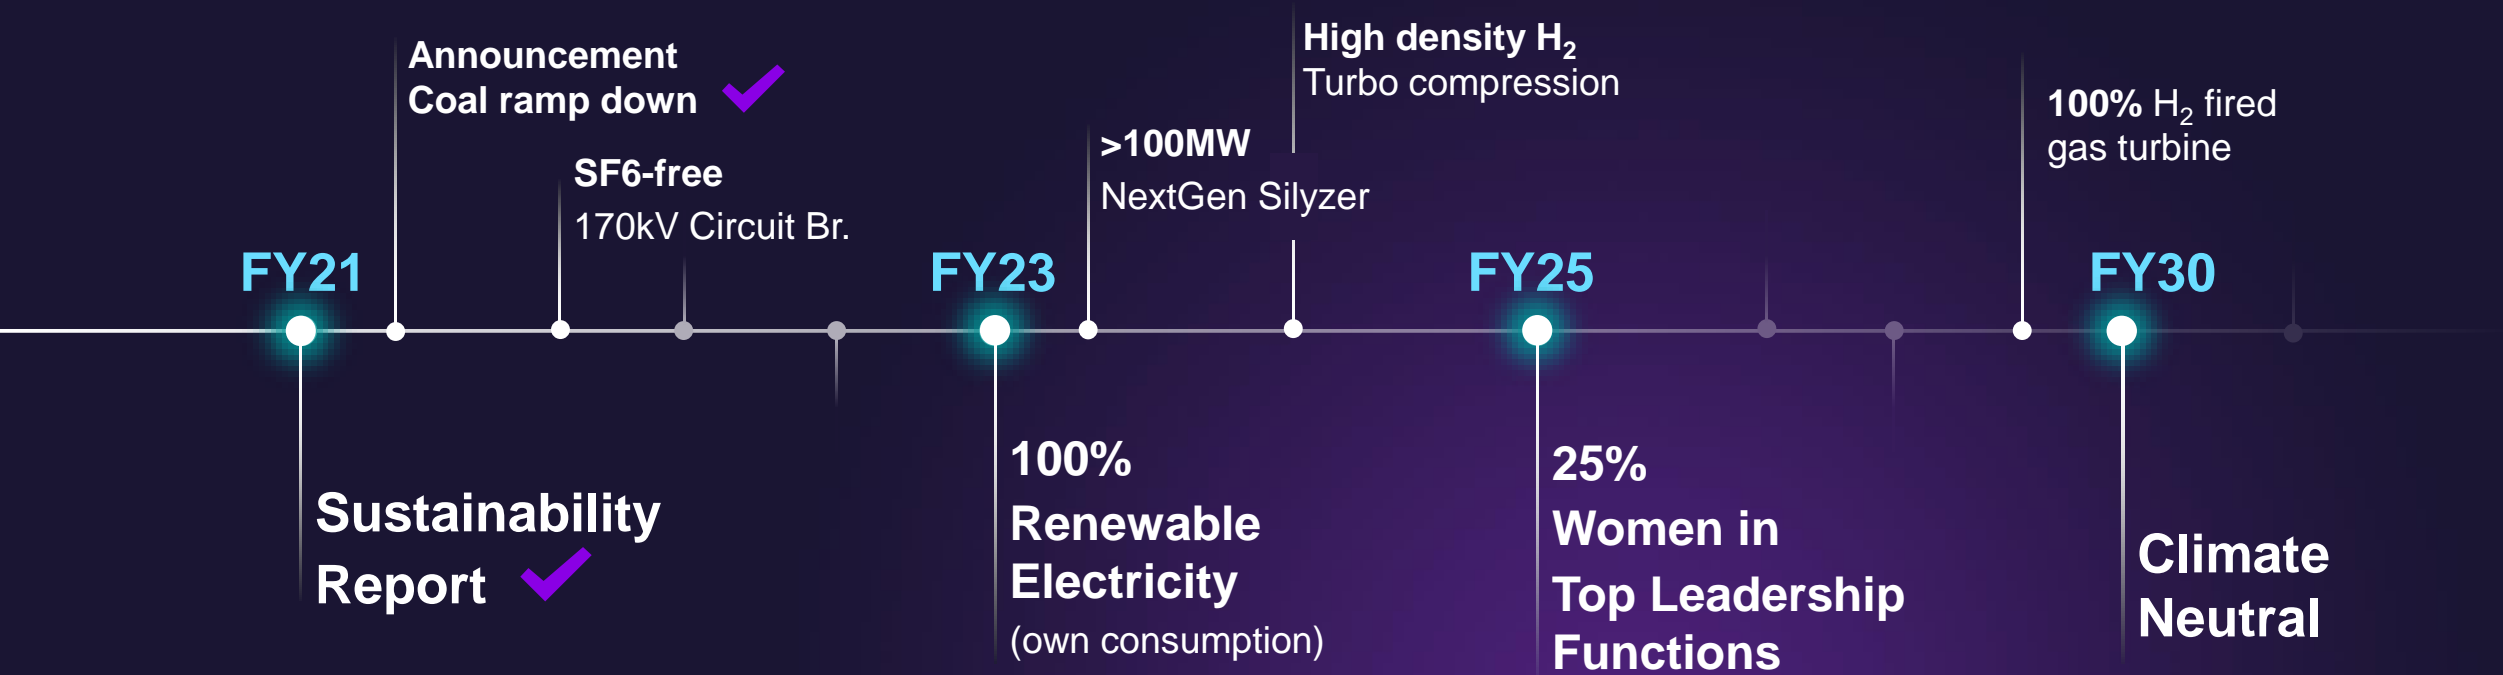 Announcement
Coal ramp down
SF6-free
170kV Circuit Br.
>100MW
NextGen Silyzer
High density H₂
Turbo compression
100% H₂ fired
gas turbine
FY21
FY23
FY25
FY30
Sustainability
Report
100%
Renewable
Electricity
(own consumption)
25%
Women in
Top Leadership
Functions
Climate
Neutral